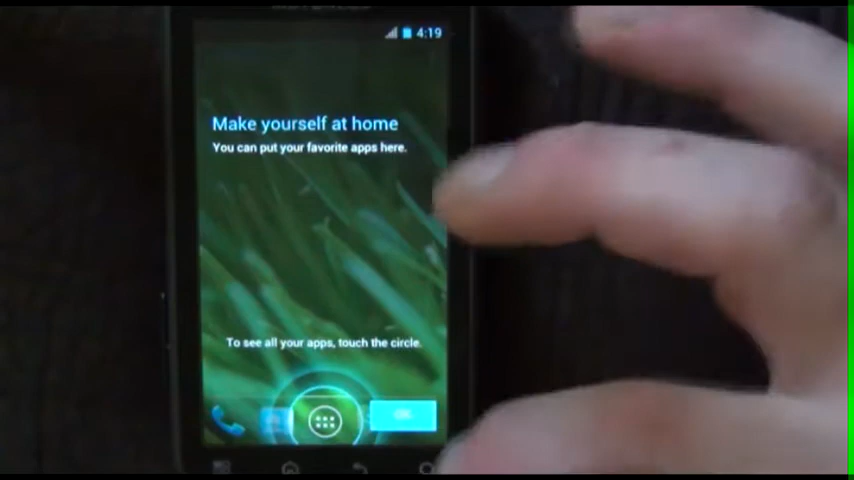 4:19
Make yourself at home
You can put your favorite apps here.
To see all your apps, touch the circle.
OK